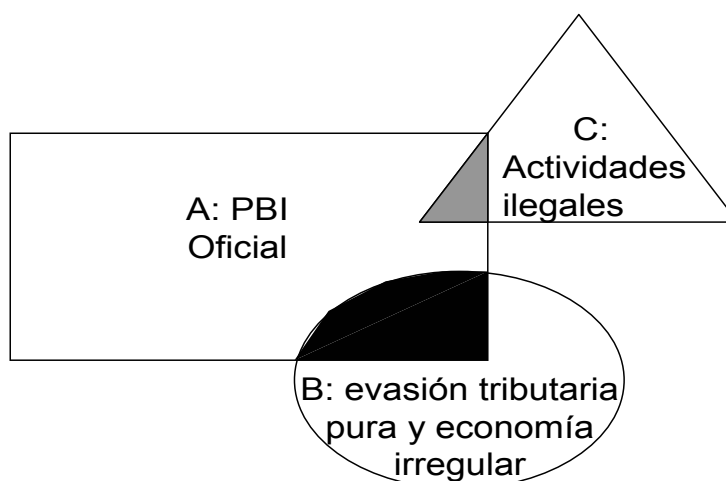 A: PBI
Oficial
C:
Actividades
ilegales
B: evasión tributaria
pura y economía
irregular